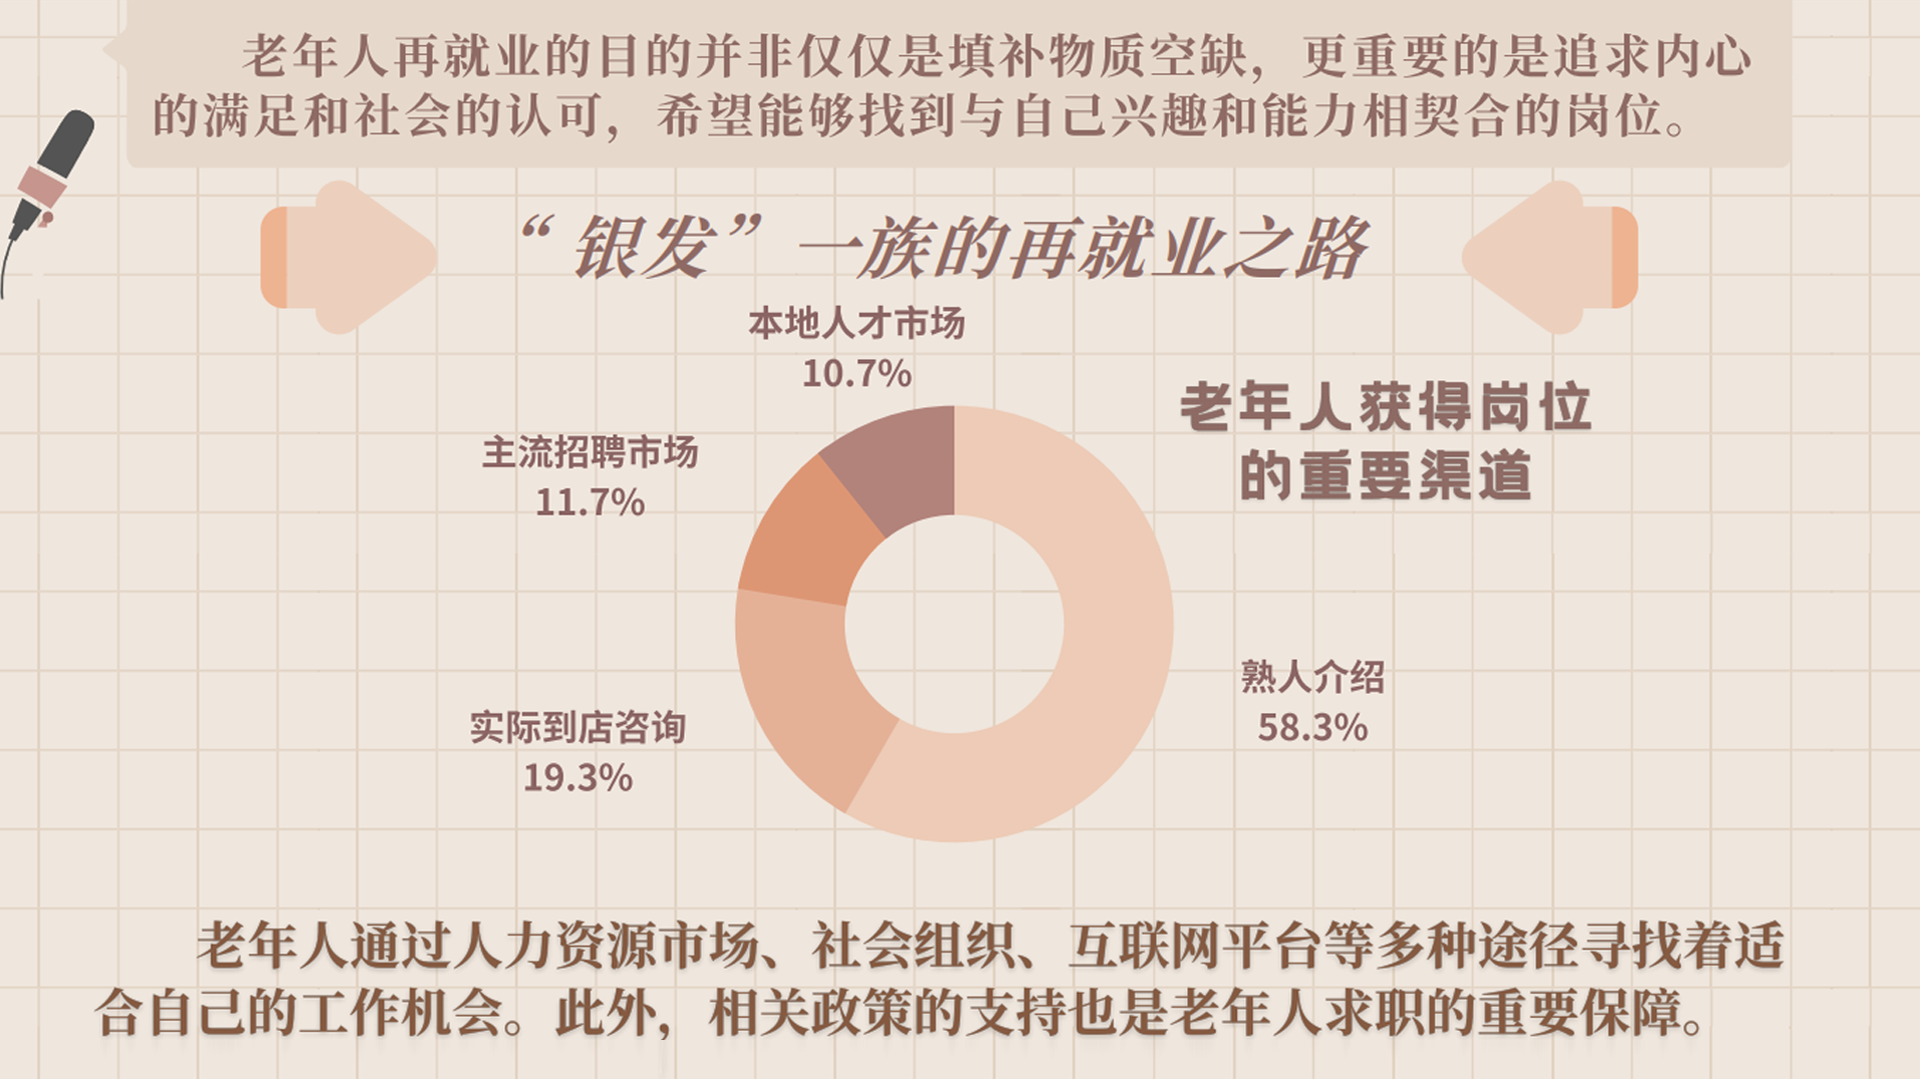 老年人再就业的目的并非仅仅是填补物质空缺，更重要的是追求内心
的满足和社会的认可，希望能够找到与自己兴趣和能力相契合的岗位。
“银发”一族的再就业之路
本地人才市场
10.7%
老年人获得岗位
的重要渠道
主流招聘市场
11.7%
熟人介绍
58.3%
实际到店咨询
19.3%
老年人通过人力资源市场、社会组织、互联网平台等多种途径寻找着适
合自己的工作机会。此外，相关政策的支持也是老年人求职的重要保障。